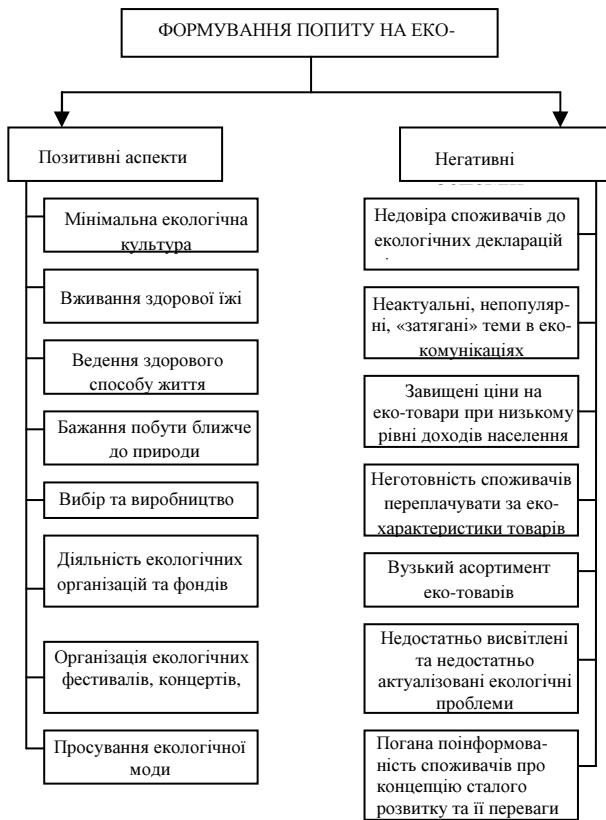 ФОРМУВАННЯ ПОПИТУ НА ЕКО-
Позитивні аспекти
Мінімальна екологічна
культура
Вживання здорової їжі
Ведення здорового
способу життя
Бажання побути ближче
до природи
Вибір та виробництво
Діяльність екологічних
організацій та фондів
Організація екологічних
фестивалів, концертів,
Просування екологічної
моди
Негативні
Недовіра споживачів до
екологічних декларацій
Неактуальні, непопуляр-
ні, «затягані» теми в еко-
комунікаціях
Завищені ціни на
еко-товари при низькому
рівні доходів населення
Неготовність споживачів
переплачувати за еко-
характеристики товарів
Вузький асортимент
еко-товарів
Недостатньо висвітлені
та недостатньо
актуалізовані екологічні
проблеми
Погана поінформова-
ність споживачів про
концепцію сталого
розвитку та її переваги